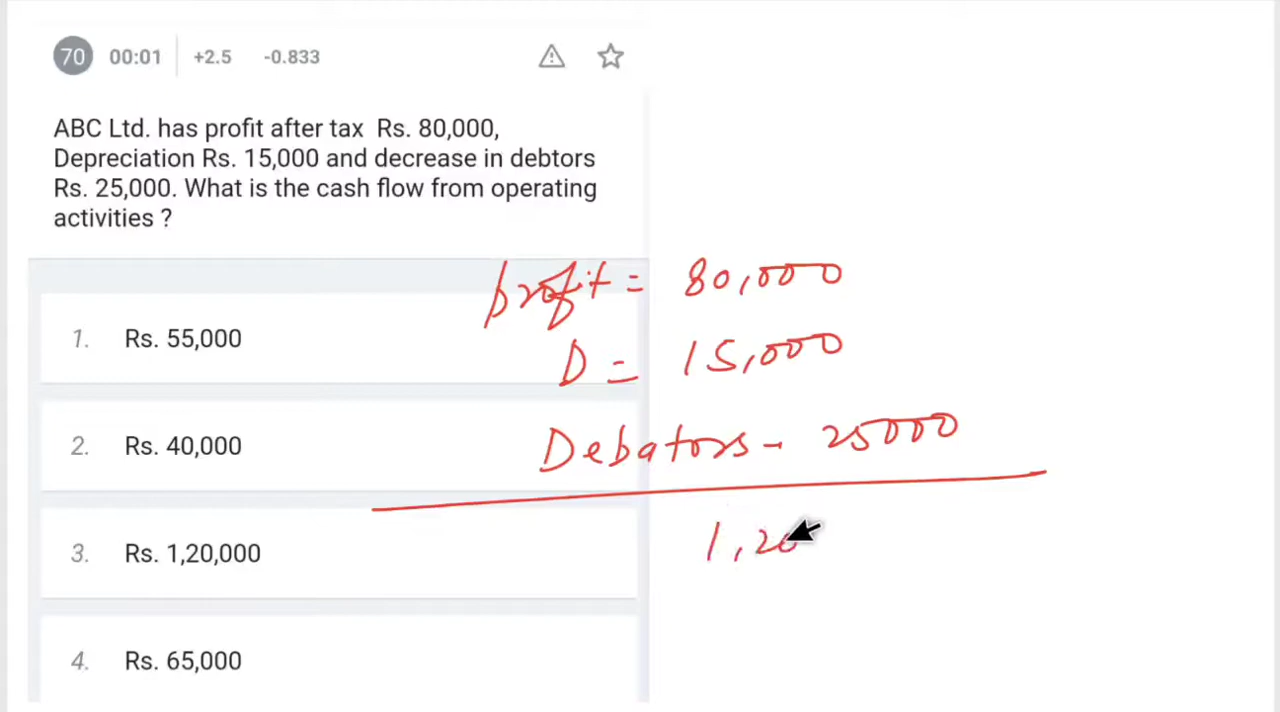 70 00:01 +2.5 -0.833
ABC Ltd. has profit after tax Rs. 80,000,
Depreciation Rs. 15,000 and decrease in debtors
Rs. 25,000. What is the cash flow from operating
activities ?
profit = 80,000
1. Rs. 55,000
D = 15,000
2. Rs. 40,000
Debators - 25000
3. Rs. 1,20,000
1,20
4. Rs. 65,000